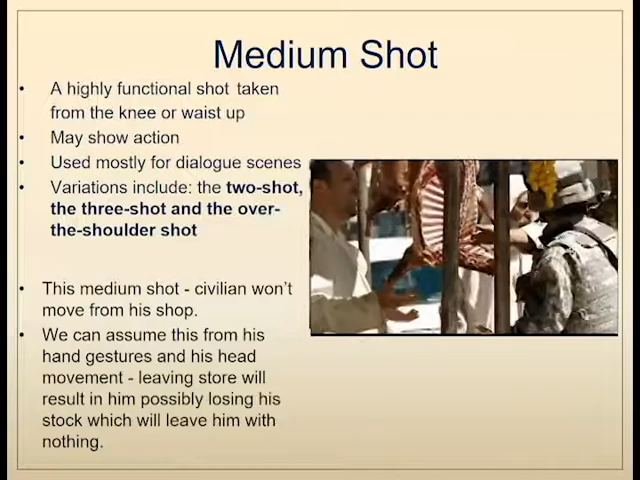 Medium Shot
• A highly functional shot taken
from the knee or waist up
• May show action
• Used mostly for dialogue scenes
• Variations include: the two-shot,
the three-shot and the over-
the-shoulder shot
• This medium shot - civilian won't
move from his shop.
• We can assume this from his
hand gestures and his head
movement - leaving store will
result in him possibly losing his
stock which will leave him with
nothing.